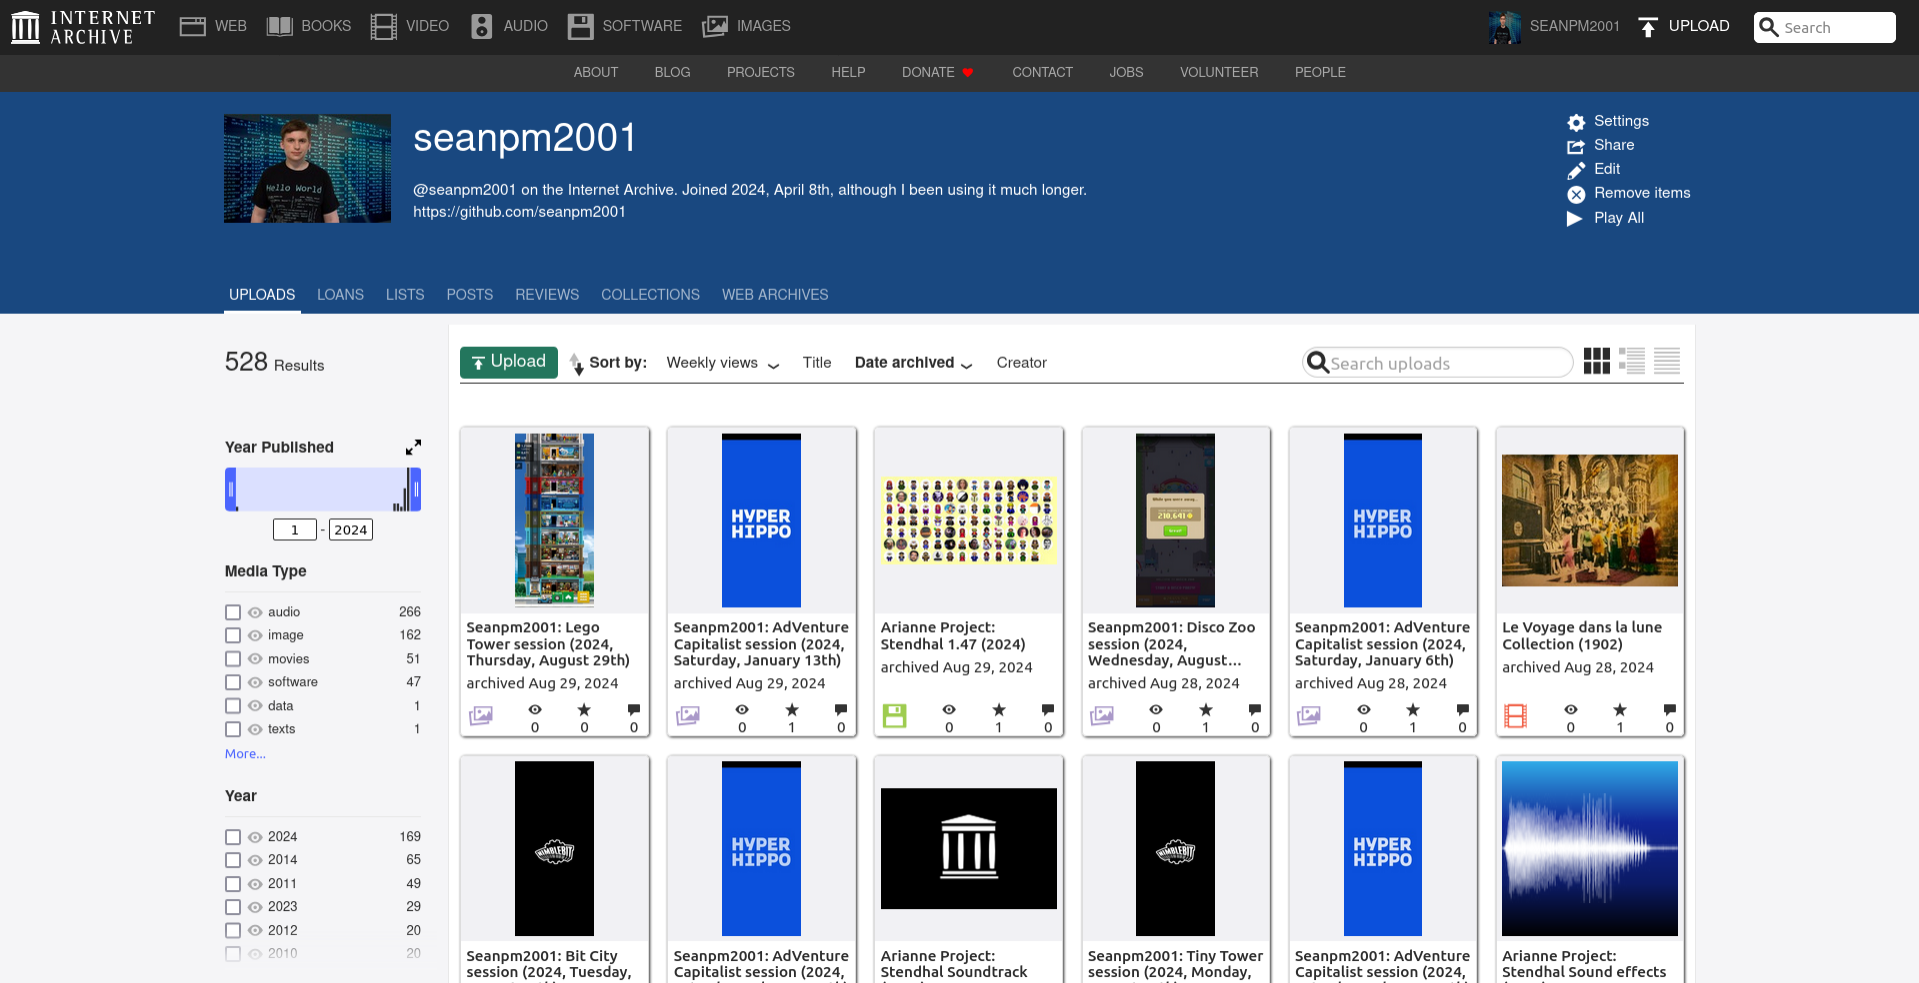 INTERNET
ARCHIVE
WEB
BOOKS
VIDEO
AUDIO
SOFTWARE
IMAGES
SEANPM2001
UPLOAD
Search
ABOUT
BLOG
PROJECTS
HELP
DONATE
CONTACT
JOBS
VOLUNTEER
PEOPLE
Hello World
seanpm2001
@seanpm2001 on the Internet Archive. Joined 2024, April 8th, although I been using it much longer.
https://github.com/seanpm2001
Settings
Share
Edit
Remove items
Play All
UPLOADS
LOANS
LISTS
POSTS
REVIEWS
COLLECTIONS
WEB ARCHIVES
528 Results
Year Published
1 - 2024
Media Type
audio 266
image 162
movies 51
software 47
data 1
texts 1
More...
Year
2024 169
2014 65
2011 49
2023 29
2012 20
2010 20
Upload
Sort by:
Weekly views
Title
Date archived
Creator
Search uploads
Seanpm2001: Lego
Tower session (2024,
Thursday, August 29th)
archived Aug 29, 2024
0 0 0
HYPER
HIPPO
Seanpm2001: AdVenture
Capitalist session (2024,
Saturday, January 13th)
archived Aug 29, 2024
0 1 0
Arianne Project:
Stendhal 1.47 (2024)
archived Aug 29, 2024
0 1 0
210,641
Seanpm2001: Disco Zoo
session (2024,
Wednesday, August...
archived Aug 28, 2024
0 1 0
HYPER
HIPPO
Seanpm2001: AdVenture
Capitalist session (2024,
Saturday, January 6th)
archived Aug 28, 2024
0 1 0
Le Voyage dans la lune
Collection (1902)
archived Aug 28, 2024
0 1 0
NIMBLEBIT
Seanpm2001: Bit City
session (2024, Tuesday,
HYPER
HIPPO
Seanpm2001: AdVenture
Capitalist session (2024,
Arianne Project:
Stendhal Soundtrack
NIMBLEBIT
Seanpm2001: Tiny Tower
session (2024, Monday,
HYPER
HIPPO
Seanpm2001: AdVenture
Capitalist session (2024,
Arianne Project:
Stendhal Sound effects